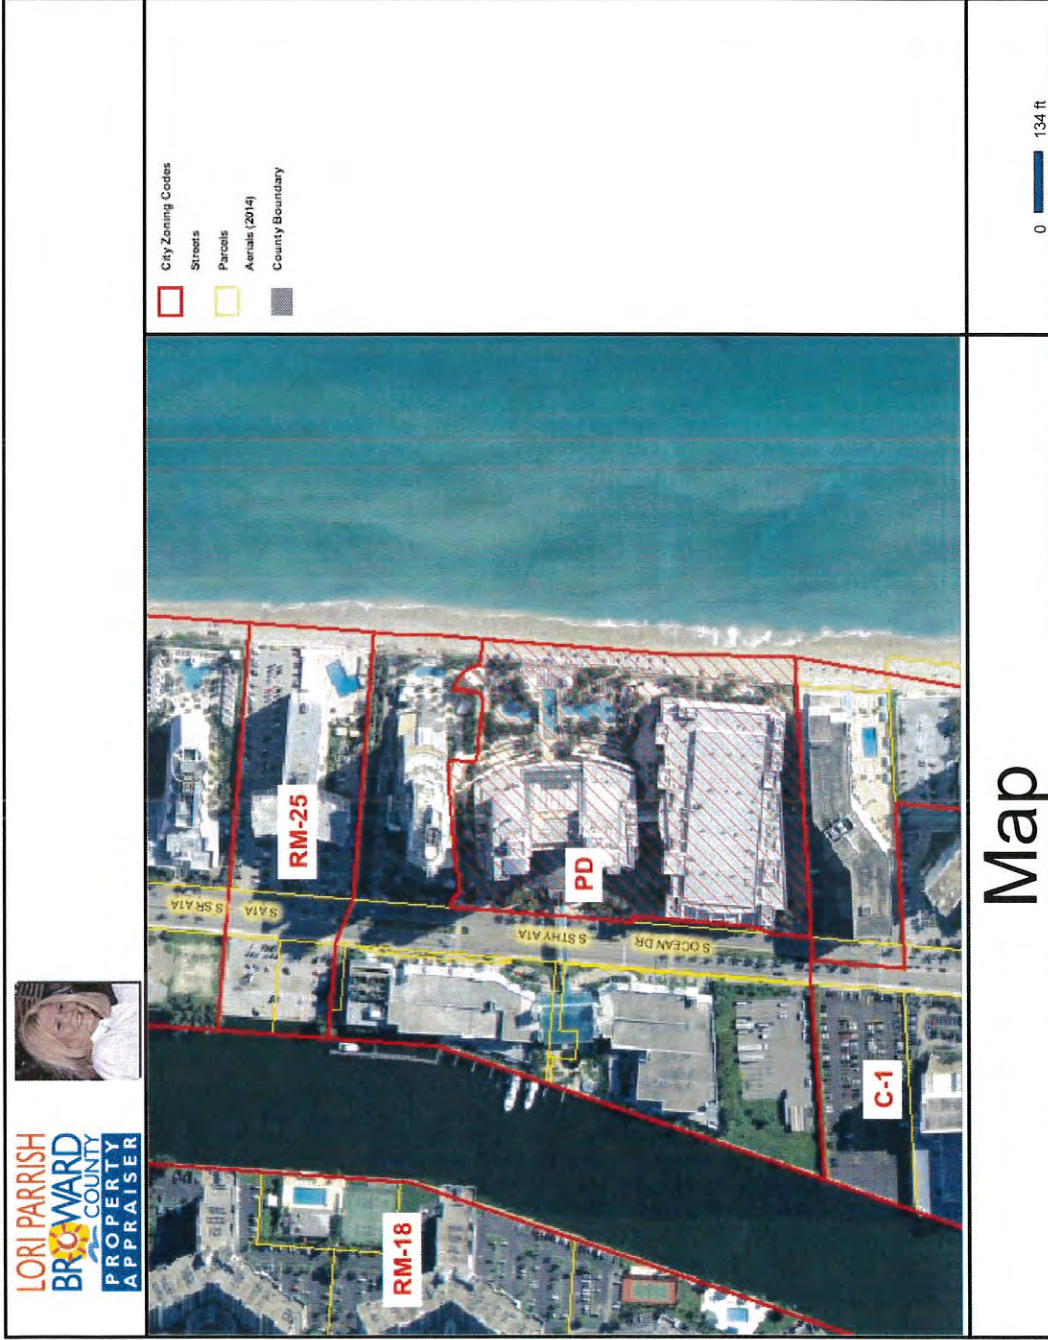 LORI PARRISH
BROWARD
COUNTY
PROPERTY
APPRAISER
City Zoning Codes
Streets
Parcels
Aerials (2014)
County Boundary
S SR A1A
S A1A
RM-25
PD
S STHY A1A
S OCEAN DR
C-1
RM-18
Map
0 134 ft